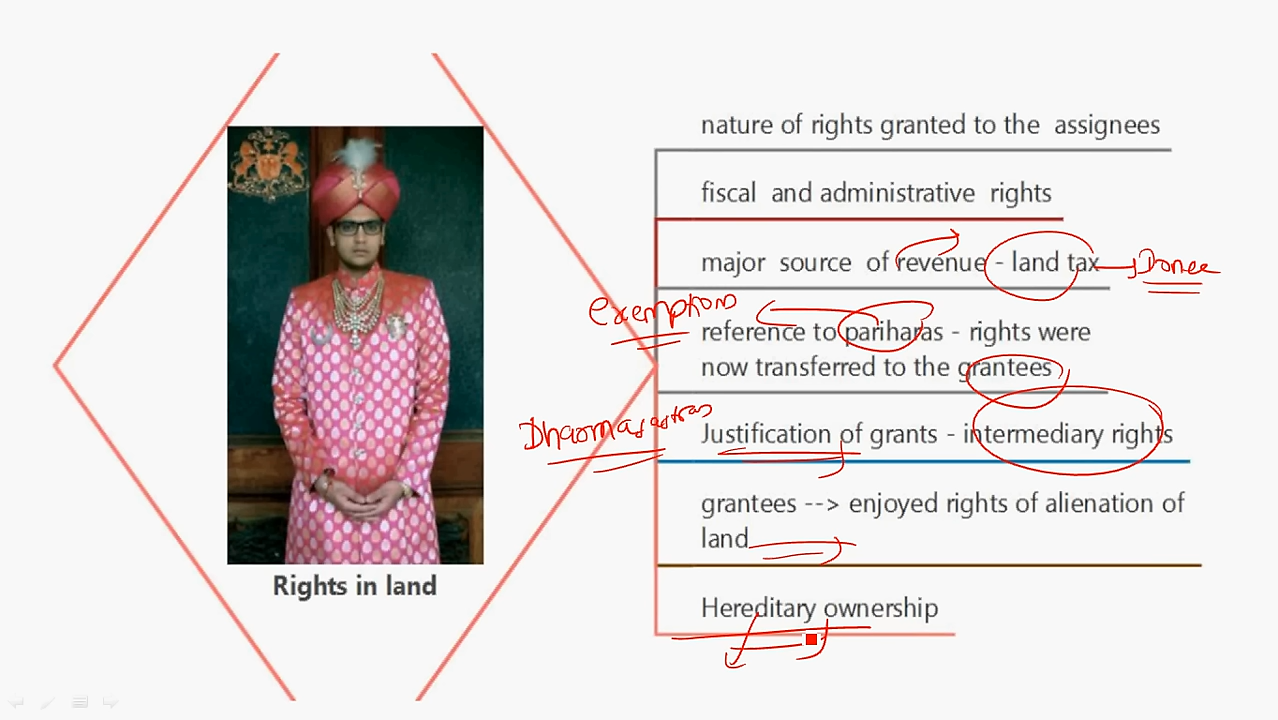 nature of rights granted to the assignees
fiscal and administrative rights
major source of revenue - land tax
Donee
exemptions
reference to pariharas - rights were
now transferred to the grantees
Dharmasastras
Justification of grants - intermediary rights
grantees --> enjoyed rights of alienation of
land
Hereditary ownership
Rights in land